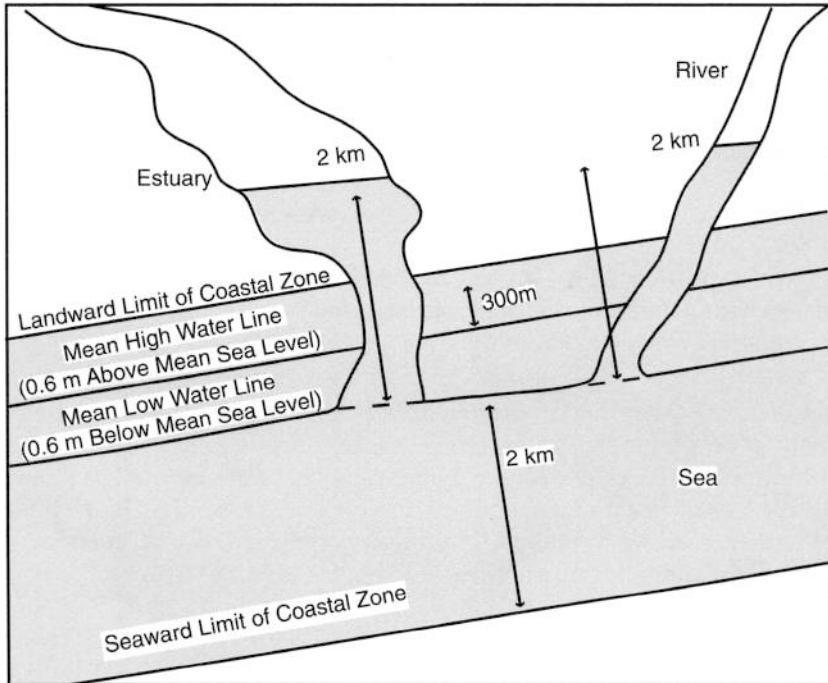 River
2 km
2 km
Estuary
300m
Landward Limit of Coastal Zone
Mean High Water Line
(0.6 m Above Mean Sea Level)
Mean Low Water Line
(0.6 m Below Mean Sea Level)
2 km
Sea
Seaward Limit of Coastal Zone